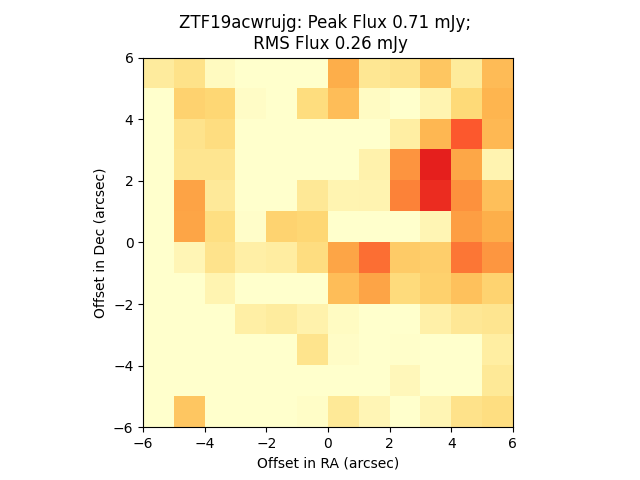 ZTF19acwrujg: Peak Flux 0.71 mJy;
RMS Flux 0.26 mJy
6
4
2
0
−2
−4
−6
Offset in Dec (arcsec)
−6 −4 −2 0 2 4 6
Offset in RA (arcsec)